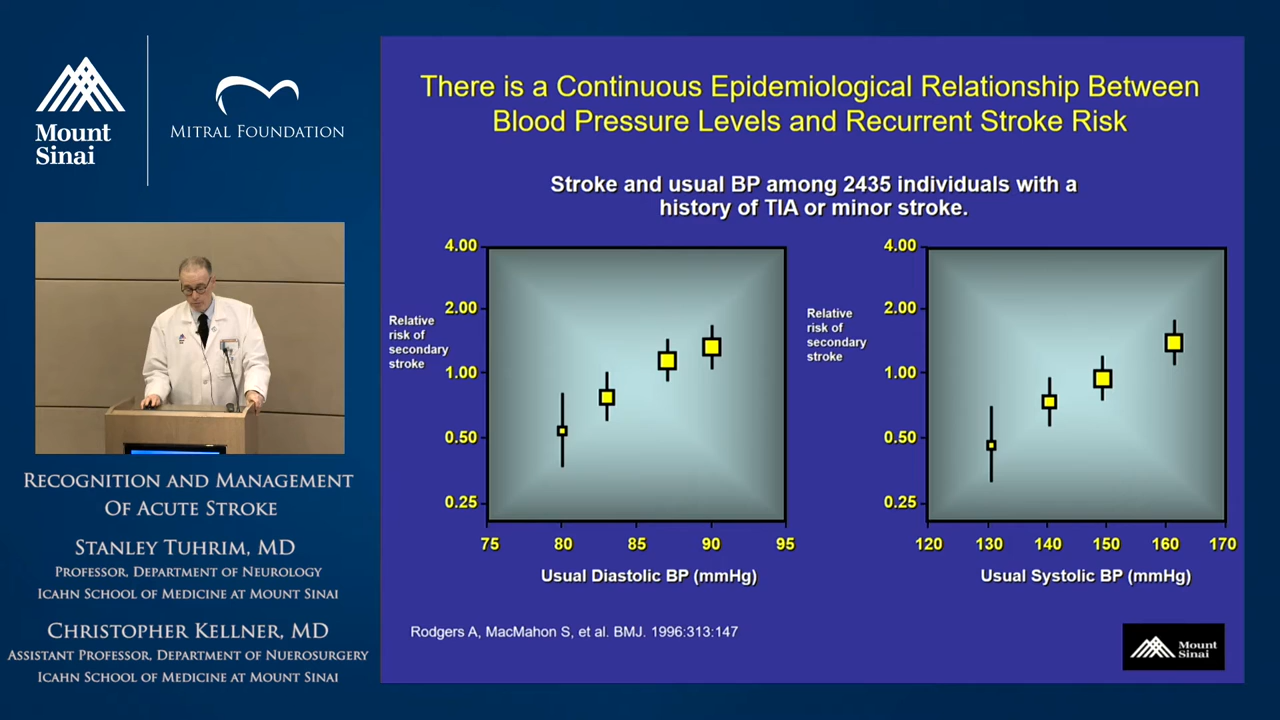 Mount
Sinai
MITRAL FOUNDATION
RECOGNITION AND MANAGEMENT
OF ACUTE STROKE
STANLEY TUHRIM, MD
PROFESSOR, DEPARTMENT OF NEUROLOGY
ICAHN SCHOOL OF MEDICINE AT MOUNT SINAI
CHRISTOPHER KELLNER, MD
ASSISTANT PROFESSOR, DEPARTMENT OF NUEROSURGERY
ICAHN SCHOOL OF MEDICINE AT MOUNT SINAI
There is a Continuous Epidemiological Relationship Between
Blood Pressure Levels and Recurrent Stroke Risk
Stroke and usual BP among 2435 individuals with a
history of TIA or minor stroke.
Relative
risk of
secondary
stroke
4.00
2.00
1.00
0.50
0.25
75 80 85 90 95
Usual Diastolic BP (mmHg)
Relative
risk of
secondary
stroke
4.00
2.00
1.00
0.50
0.25
120 130 140 150 160 170
Usual Systolic BP (mmHg)
Rodgers A, MacMahon S, et al. BMJ. 1996:313:147
Mount
Sinai